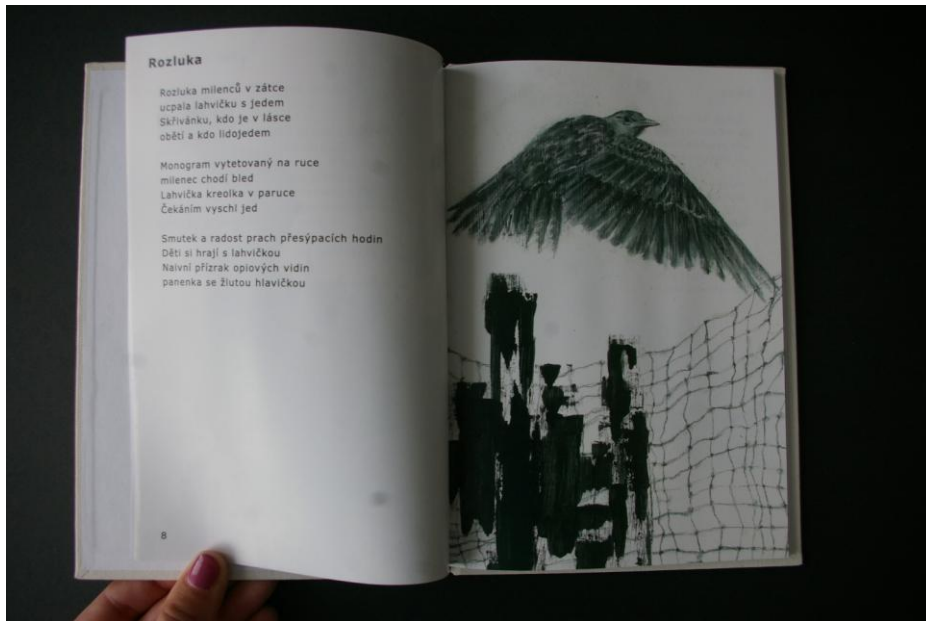 Rozluka
Rozluka milenců v zátce
ucpala lahvičku s jedem
Skřivánku, kdo je v lásce
obětí a kdo lidojedem
Monogram vytetovaný na ruce
milenec chodí bled
Lahvička kreolka v paruce
Čekáním vyschl jed
Smutek a radost prach přesýpacích hodin
Děti si hrají s lahvičkou
Naivní přízrak opiových vidin
panenka se žlutou hlavičkou
8